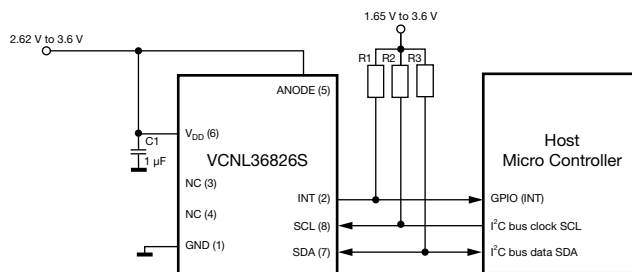 1.65 V to 3.6 V
2.62 V to 3.6 V
R1 R2 R3
ANODE (5)
V_DD (6)
C1
1 µF
VCNL36826S
Host
Micro Controller
NC (3)
INT (2)
GPIO (INT)
NC (4)
SCL (8)
I²C bus clock SCL
GND (1)
SDA (7)
I²C bus data SDA